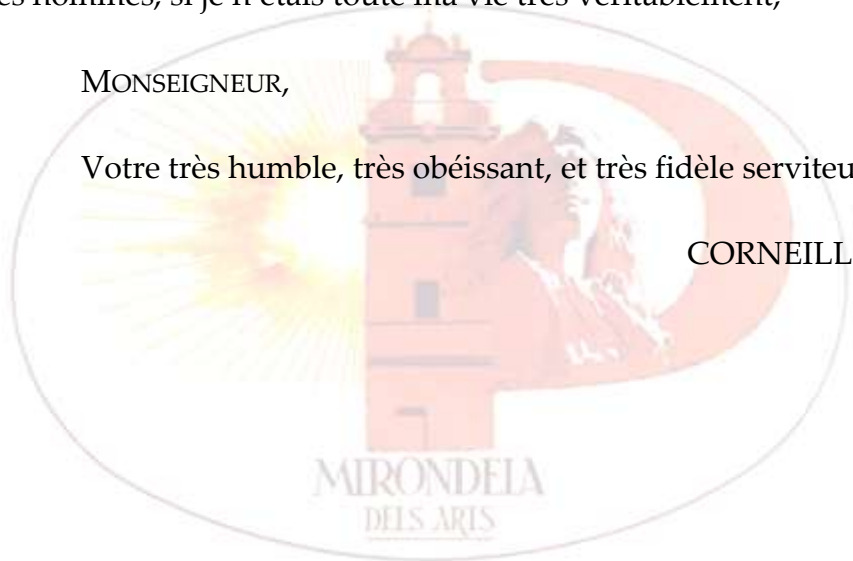 es hommes, si je n'étais toute ma vie très véritablement,
MONSEIGNEUR,
Votre très humble, très obéissant, et très fidèle serviteu
CORNEILL
MIRONDELA
DELS ARTS